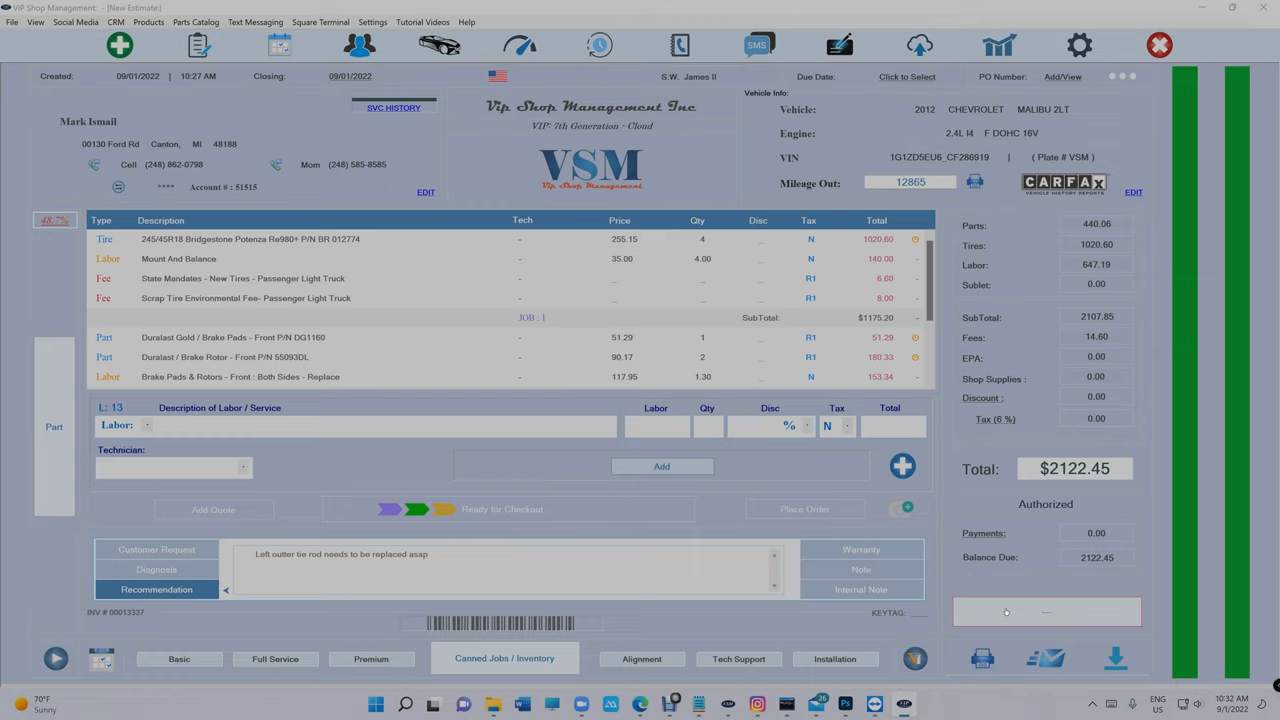 VIP Shop Management: - [New Estimate:]
File View Social Media CRM Products Parts Catalog Text Messaging Square Terminal Settings Tutorial Videos Help
SMS
Created: 09/01/2022 | 10:27 AM Closing: 09/01/2022 S.W. James II Due Date: Click to Select PO Number: Add/View
Vehicle Info:
SVC HISTORY
Vip Shop Management Inc
VIP: 7th Generation - Cloud
VSM
Vip Shop Management
Mark Ismail
00130 Ford Rd Canton, MI 48188
Cell (248) 862-0798 Mom (248) 585-8585
**** Account # : 51515
EDIT
Vehicle: 2012 CHEVROLET MALIBU 2LT
Engine: 2.4L I4 F DOHC 16V
VIN 1G1ZD5EU6_CF286919 | ( Plate # VSM )
Mileage Out: 12865
CARFAX
VEHICLE HISTORY REPORTS
EDIT
48.7%
Type Description Tech Price Qty Disc Tax Total
Tire 245/45R18 Bridgestone Potenza Re980+ P/N BR 012774 - 255.15 4 _ N 1020.60
Labor Mount And Balance - 35.00 4.00 _ N 140.00 -
Fee State Mandates - New Tires - Passenger Light Truck - _ _ _ R1 6.60 -
Fee Scrap Tire Environmental Fee- Passenger Light Truck - _ _ _ R1 8.00 -
JOB : 1 SubTotal: $1175.20 -
Part Duralast Gold / Brake Pads - Front P/N DG1160 - 51.29 1 _ R1 51.29
Part Duralast / Brake Rotor - Front P/N 55093DL - 90.17 2 _ R1 180.33
Labor Brake Pads & Rotors - Front : Both Sides - Replace - 117.95 1.30 _ N 153.34 -
Part
L: 13 Description of Labor / Service Labor Qty Disc Tax Total
Labor: % N
Technician:
Add
Add Quote Ready for Checkout Place Order
Customer Request
Diagnosis
Recommendation
Left outter tie rod needs to be replaced asap
Warranty
Note
Internal Note
INV # 00013337 KEYTAG: ____
Parts: 440.06
Tires: 1020.60
Labor: 647.19
Sublet: 0.00
SubTotal: 2107.85
Fees: 14.60
EPA: 0.00
Shop Supplies : 0.00
Discount : 0.00
Tax (6 %) 0.00
Total: $2122.45
Authorized
Payments: 0.00
Balance Due: 2122.45
Basic Full Service Premium Canned Jobs / Inventory Alignment Tech Support Installation
70°F
Sunny
26
VIP
ENG
US
10:32 AM
9/1/2022